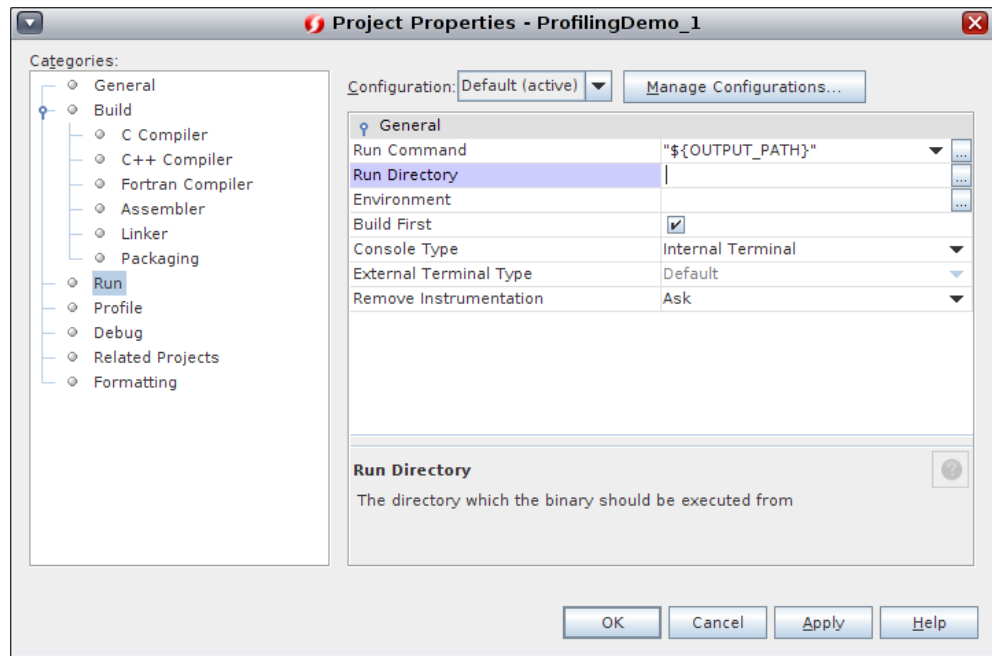 Project Properties - ProfilingDemo_1
Categories:
General
Build
C Compiler
C++ Compiler
Fortran Compiler
Assembler
Linker
Packaging
Run
Profile
Debug
Related Projects
Formatting
Configuration: Default (active) Manage Configurations...
General
Run Command "${OUTPUT_PATH}" ...
Run Directory ...
Environment ...
Build First
Console Type Internal Terminal
External Terminal Type Default
Remove Instrumentation Ask
Run Directory ?
The directory which the binary should be executed from
OK Cancel Apply Help